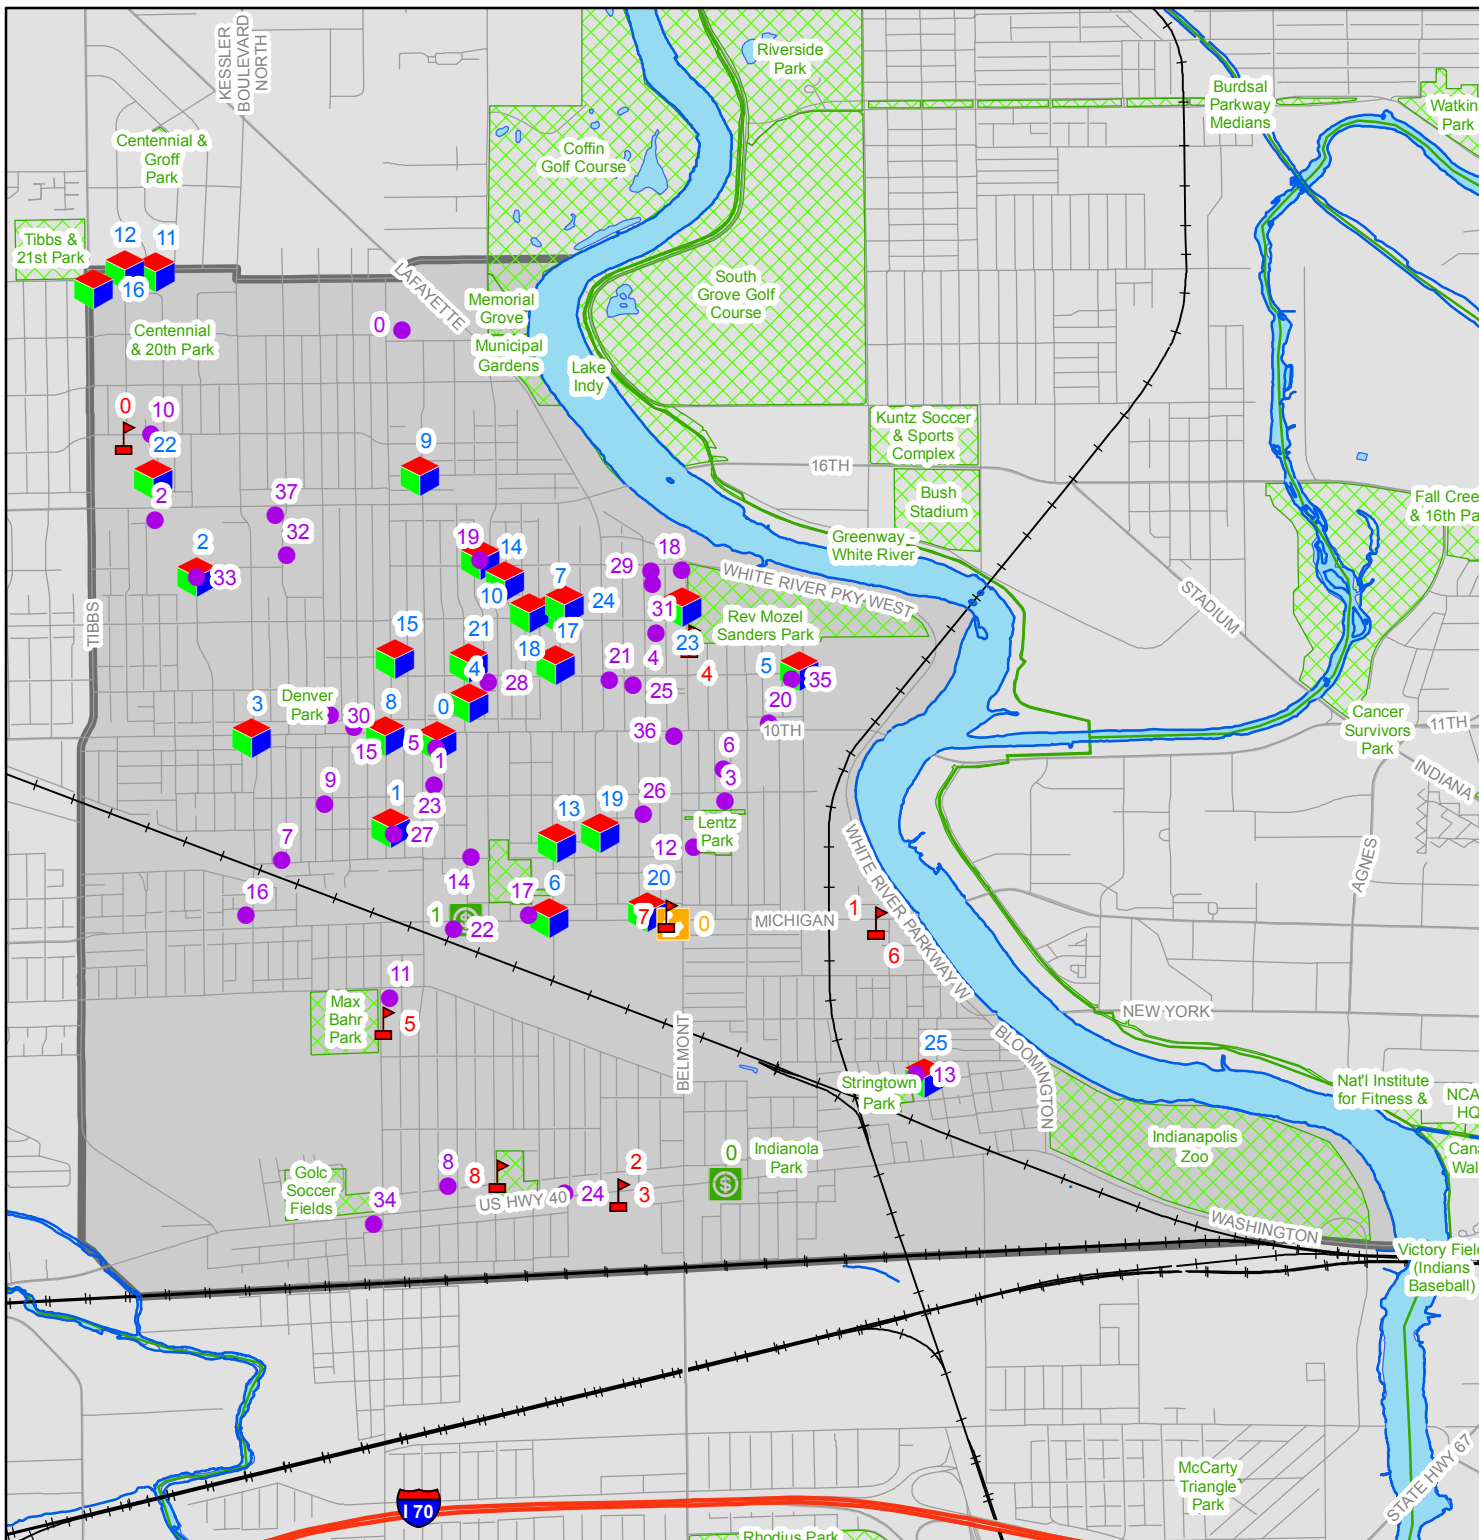 KESSLER
BOULEVARD
NORTH
Riverside
Park
Burdsal
Parkway
Medians
Watkin
Park
Centennial &
Groff
Park
Coffin
Golf Course
Tibbs &
21st Park
12
11
16
LAFAYETTE
Memorial
Grove
South
Grove Golf
Course
Centennial
& 20th Park
0
Municipal
Gardens
Lake
Indy
0
10
22
9
Kuntz Soccer
& Sports
Complex
16TH
2
37
Bush
Stadium
Fall Cree
& 16th Pa
32
2
33
19
14
Greenway -
White River
29
18
WHITE RIVER PKY WEST
STADIUM
10
7
24
31
TIBBS
Rev Mozel
Sanders Park
15
21
18
17
23
4
4
4
28
21
25
5
35
20
10TH
3
Denver
Park
30
8
0
15
5
1
36
Cancer
Survivors
Park
11TH
INDIANA
6
3
9
1
23
27
13
19
26
Lentz
Park
7
14
12
WHITE RIVER PARKWAY W
AGNES
16
1
22
17
6
20
7
0
MICHIGAN
1
6
11
Max
Bahr
Park
5
BELMONT
NEW YORK
BLOOMINGTON
25
13
Stringtown
Park
Nat'l Institute
for Fitness &
NCA
HQ
Indianapolis
Zoo
Cana
Wal
Indianola
Park
0
Golc
Soccer
Fields
8
8
2
3
US HWY 40
24
34
WASHINGTON
Victory Fiel
(Indians
Baseball)
McCarty
Triangle
Park
STATE HWY 67
I 70
Rhodius Park